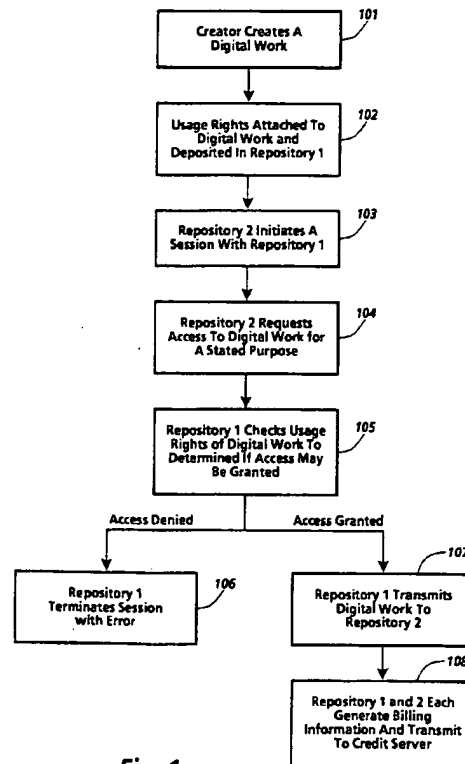 101
Creator Creates A
Digital Work
102
Usage Rights Attached To
Digital Work and
Deposited In Repository 1
103
Repository 2 Initiates A
Session With Repository 1
104
Repository 2 Requests
Access To Digital Work for
A Stated Purpose
105
Repository 1 Checks Usage
Rights of Digital Work To
Determined If Access May
Be Granted
Access Denied
Access Granted
106
Repository 1
Terminates Session
with Error
107
Repository 1 Transmits
Digital Work To
Repository 2
108
Repository 1 and 2 Each
Generate Billing
Information And Transmit
To Credit Server